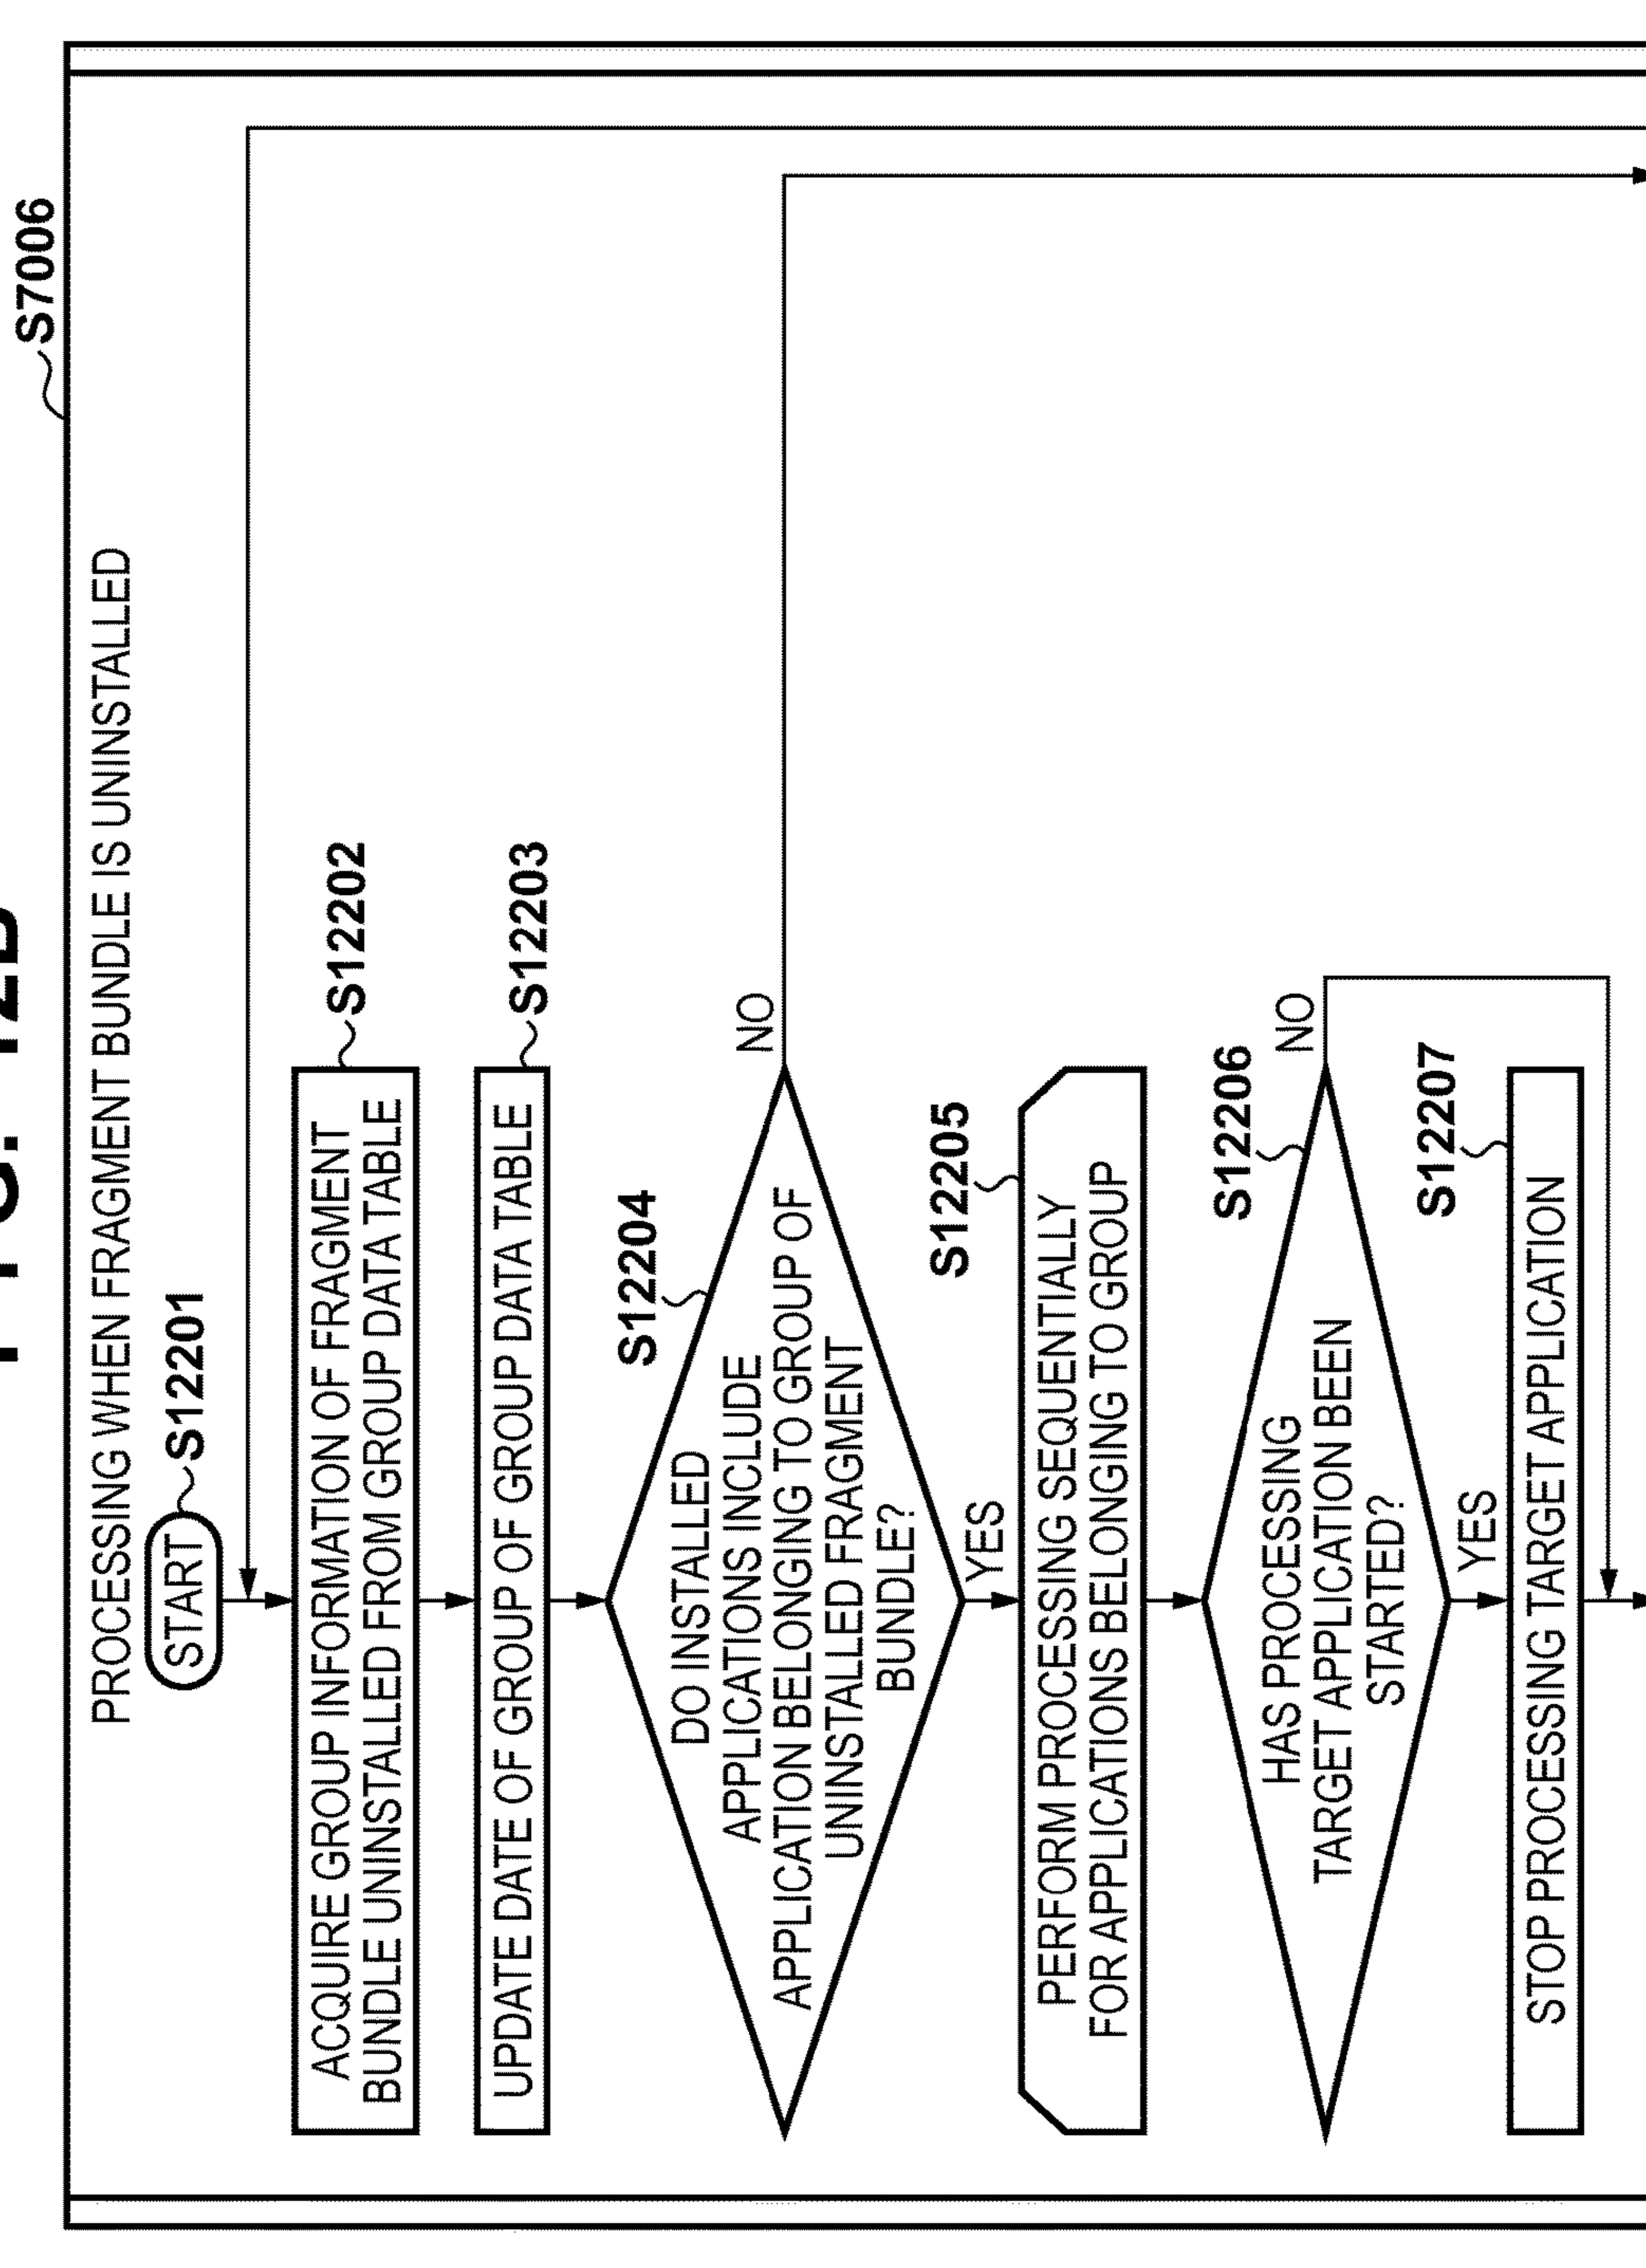 S7006
PROCESSING WHEN FRAGMENT BUNDLE IS UNINSTALLED
START
S12201
ACQUIRE GROUP INFORMATION OF FRAGMENT
BUNDLE UNINSTALLED FROM GROUP DATA TABLE
S12202
UPDATE DATE OF GROUP OF GROUP DATA TABLE
S12203
DO INSTALLED
APPLICATIONS INCLUDE
APPLICATION BELONGING TO GROUP OF
UNINSTALLED FRAGMENT
BUNDLE?
S12204
NO
YES
PERFORM PROCESSING SEQUENTIALLY
FOR APPLICATIONS BELONGING TO GROUP
S12205
HAS PROCESSING
TARGET APPLICATION BEEN
STARTED?
S12206
NO
YES
STOP PROCESSING TARGET APPLICATION
S12207